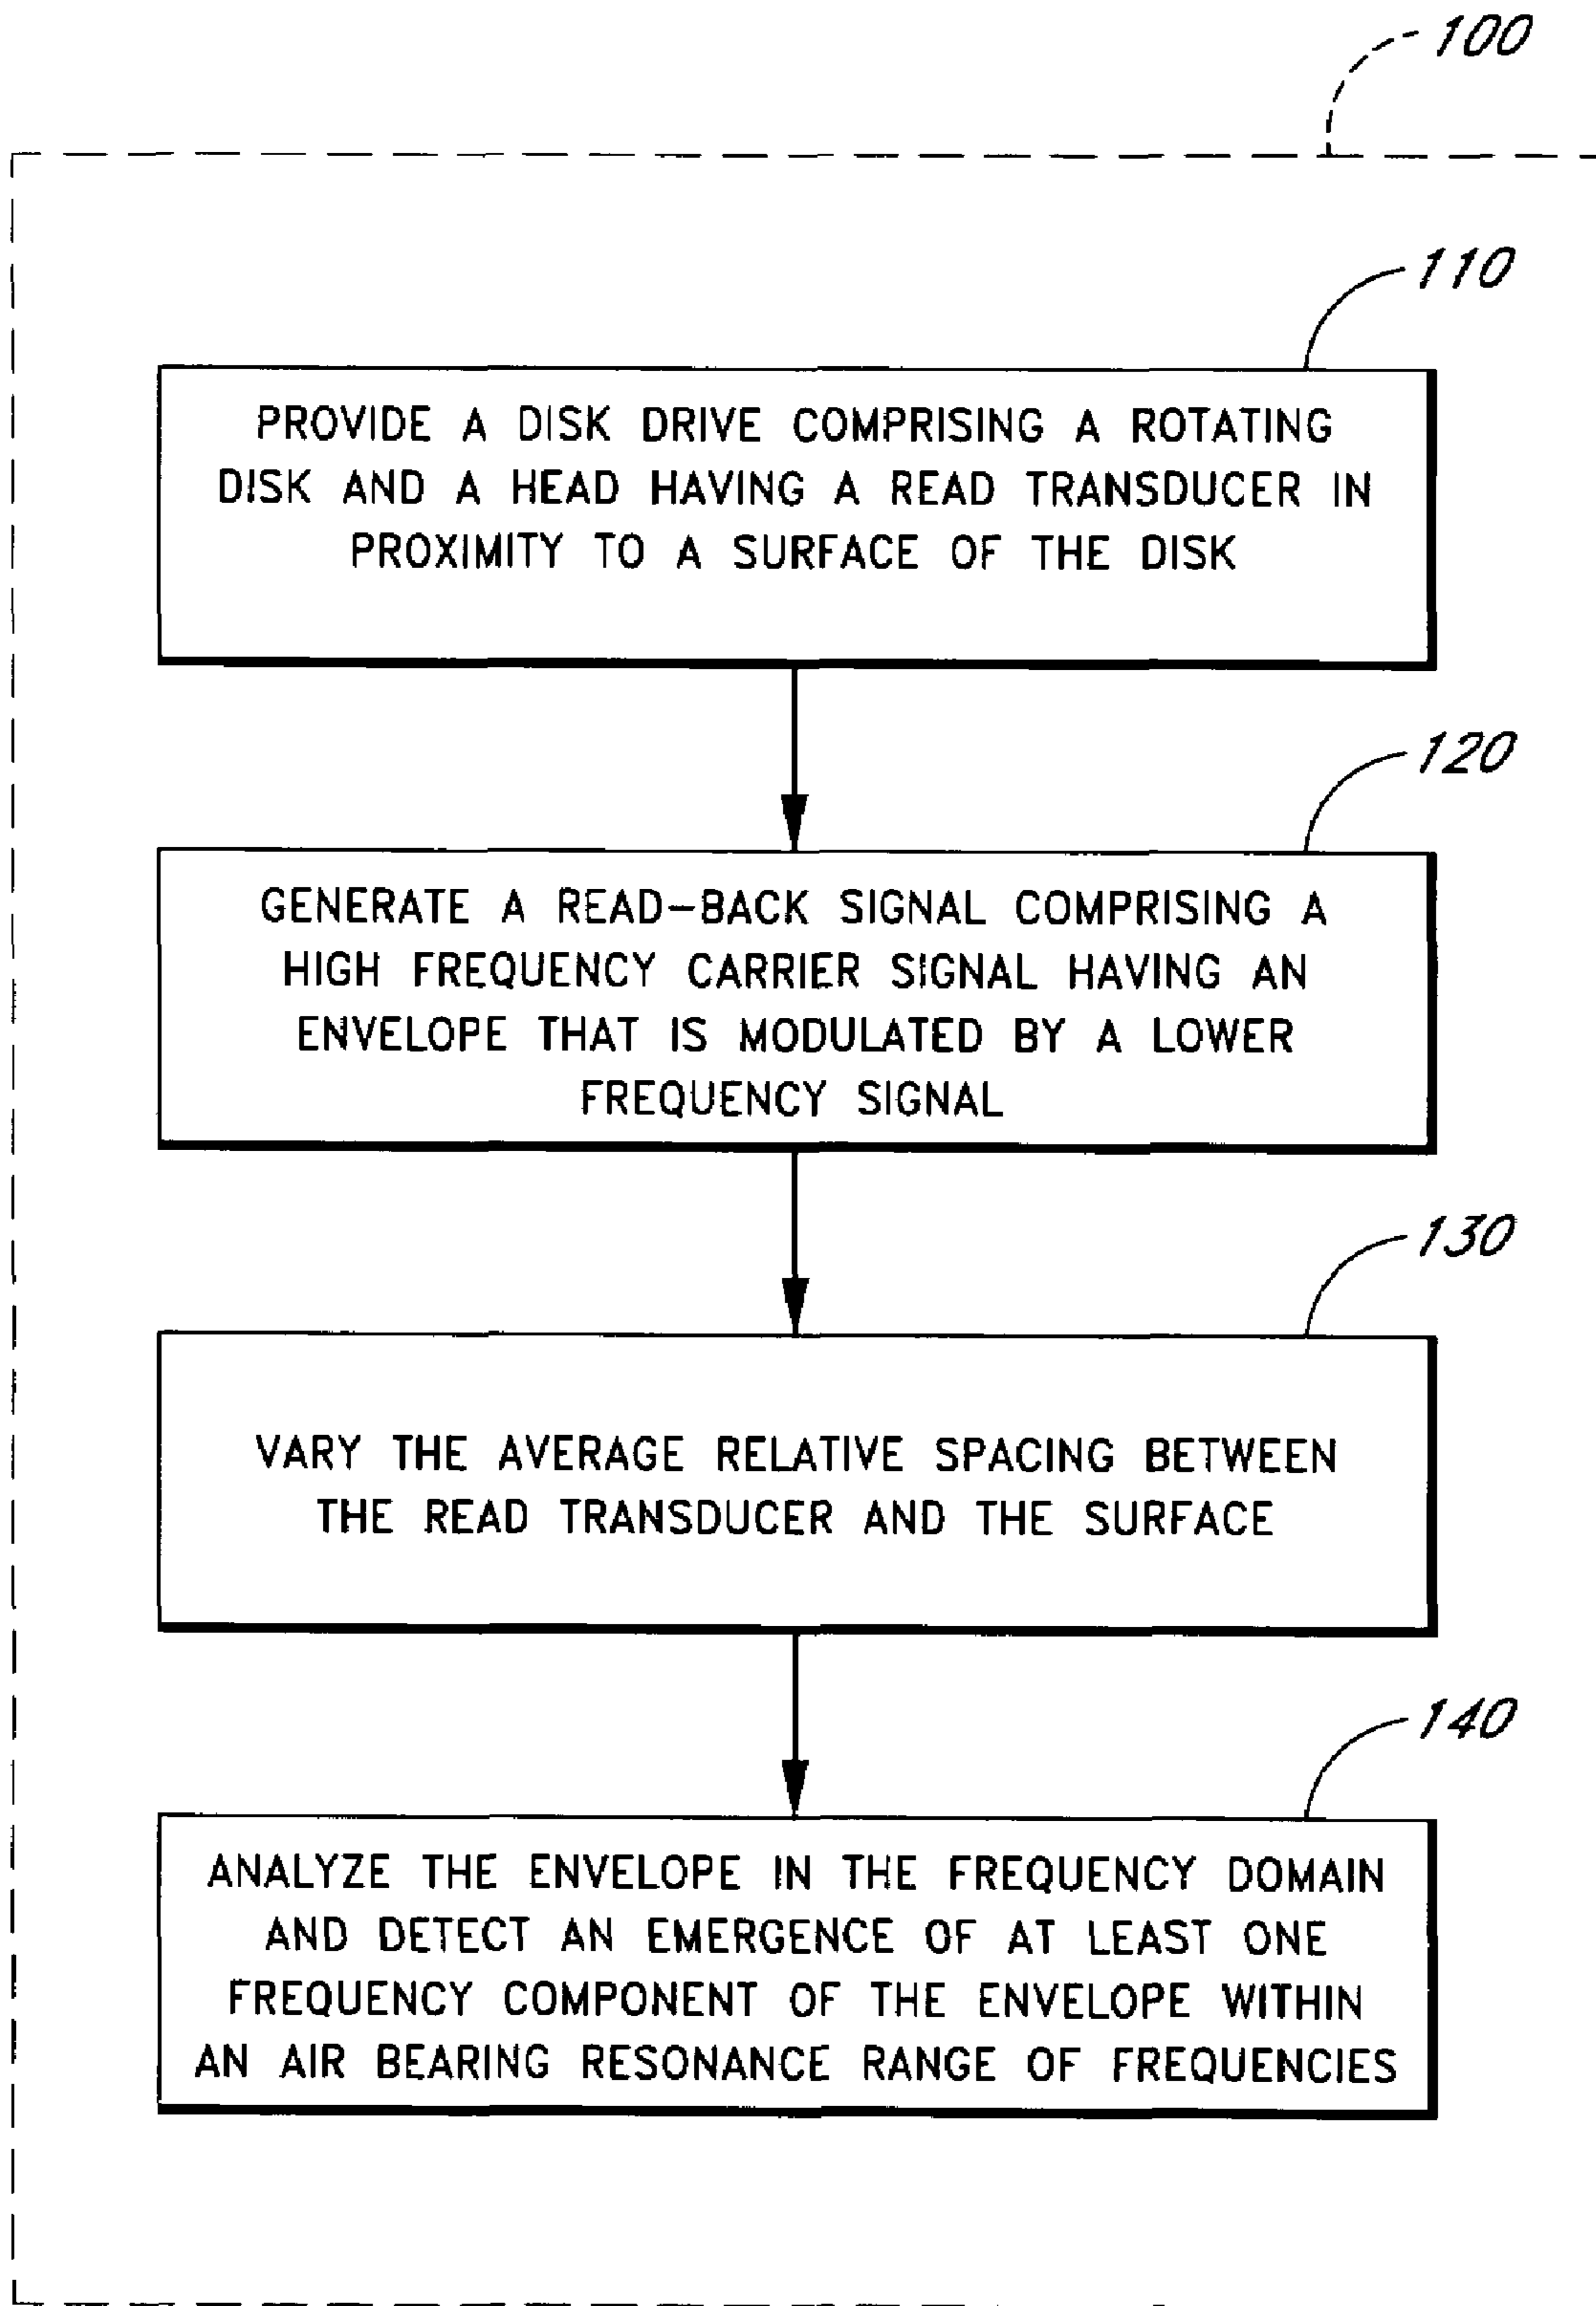 100
110
PROVIDE A DISK DRIVE COMPRISING A ROTATING
DISK AND A HEAD HAVING A READ TRANSDUCER IN
PROXIMITY TO A SURFACE OF THE DISK
120
GENERATE A READ-BACK SIGNAL COMPRISING A
HIGH FREQUENCY CARRIER SIGNAL HAVING AN
ENVELOPE THAT IS MODULATED BY A LOWER
FREQUENCY SIGNAL
130
VARY THE AVERAGE RELATIVE SPACING BETWEEN
THE READ TRANSDUCER AND THE SURFACE
140
ANALYZE THE ENVELOPE IN THE FREQUENCY DOMAIN
AND DETECT AN EMERGENCE OF AT LEAST ONE
FREQUENCY COMPONENT OF THE ENVELOPE WITHIN
AN AIR BEARING RESONANCE RANGE OF FREQUENCIES